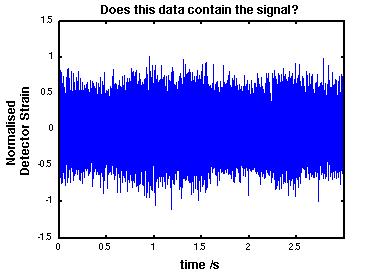 Does this data contain the signal?
1.5
1
0.5
0
-0.5
-1
-1.5
Normalised
Detector Strain
0 0.5 1 1.5 2 2.5
time /s